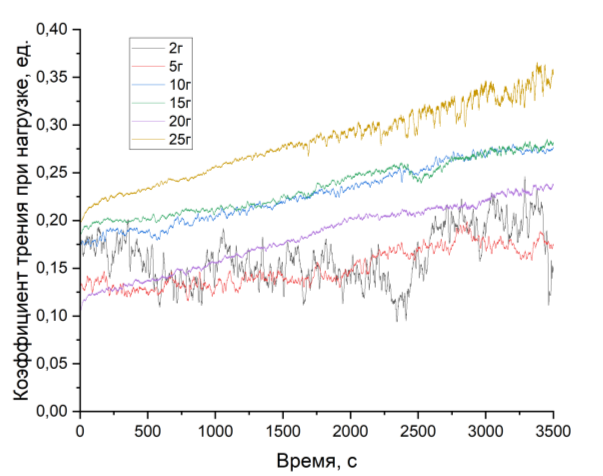 0,40
0,35
0,30
0,25
0,20
0,15
0,10
0,05
0,00
Коэффициент трения при нагрузке, ед.
2г
5г
10г
15г
20г
25г
0 500 1000 1500 2000 2500 3000 3500
Время, с